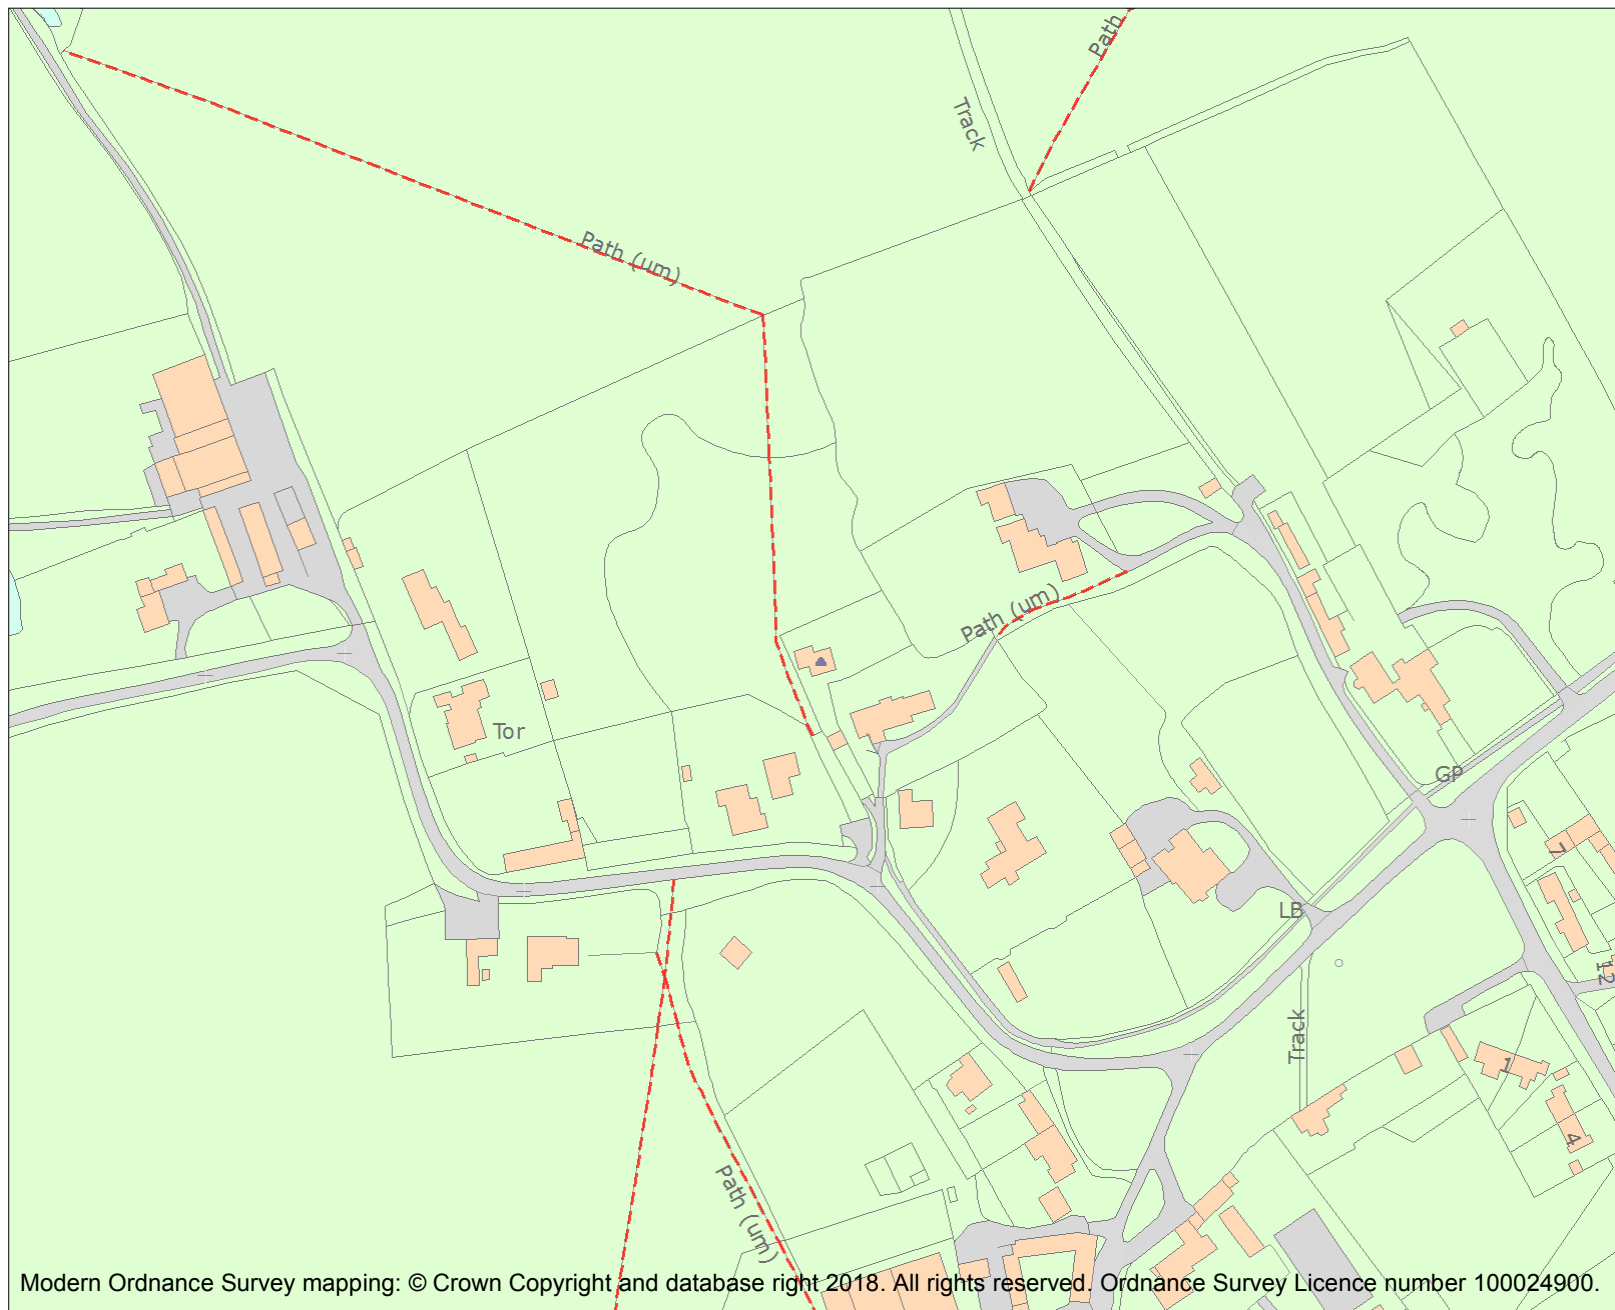 Path
Track
Path (um)
Path (um)
Tor
GP
7
LB
12
Track
1
4
Path (um)
Modern Ordnance Survey mapping: © Crown Copyright and database right 2018. All rights reserved. Ordnance Survey Licence number 100024900.